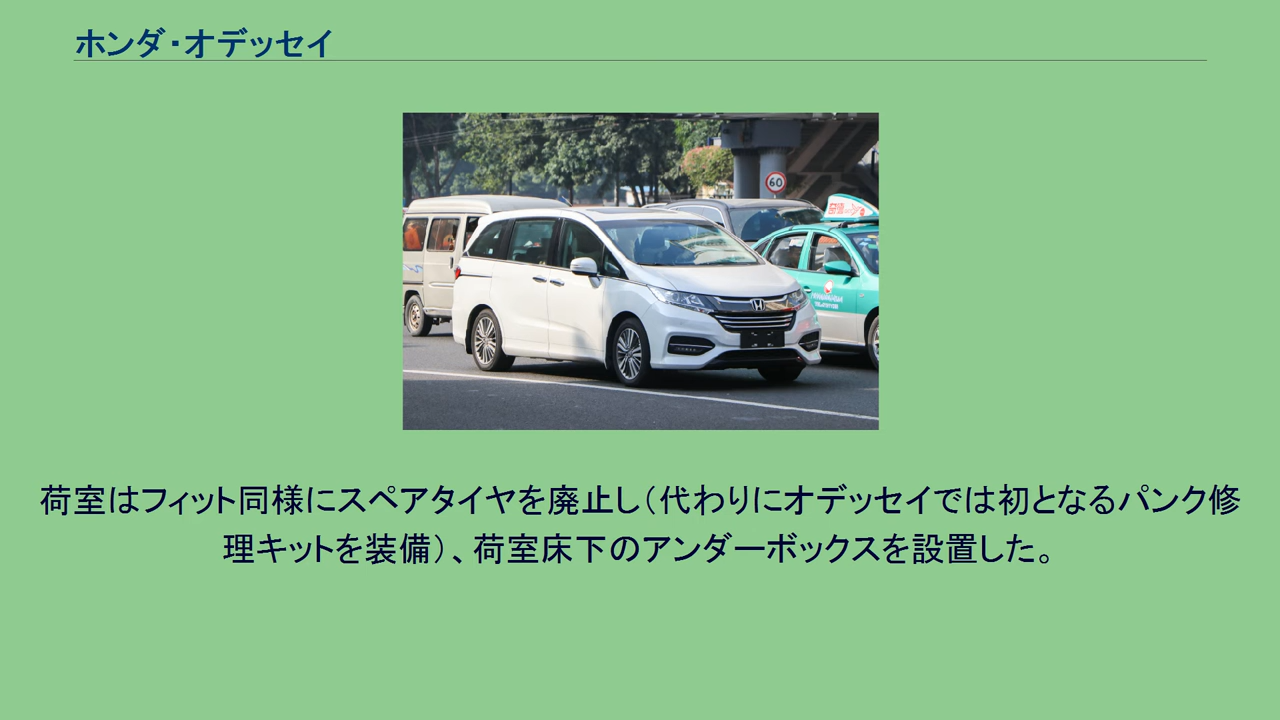 ホンダ・オデッセイ
60
荷室はフィット同様にスペアタイヤを廃止し（代わりにオデッセイでは初となるパンク修
理キットを装備）、荷室床下のアンダーボックスを設置した。